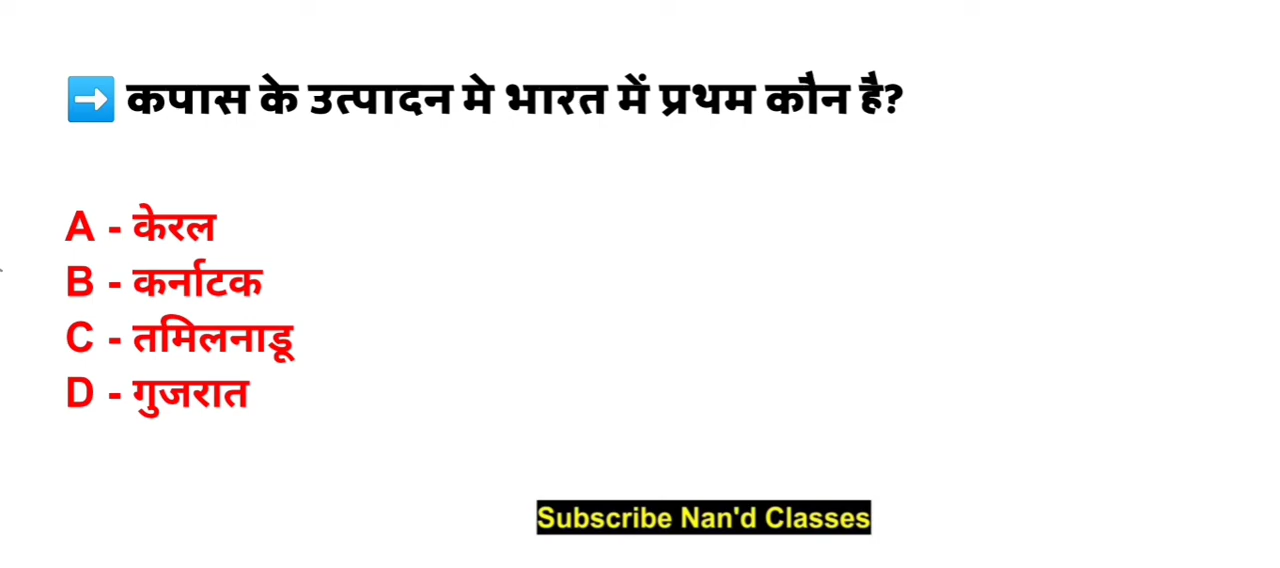 ➡️ कपास के उत्पादन मे भारत में प्रथम कौन है?
A - केरल
B - कर्नाटक
C - तमिलनाडू
D - गुजरात
Subscribe Nan'd Classes